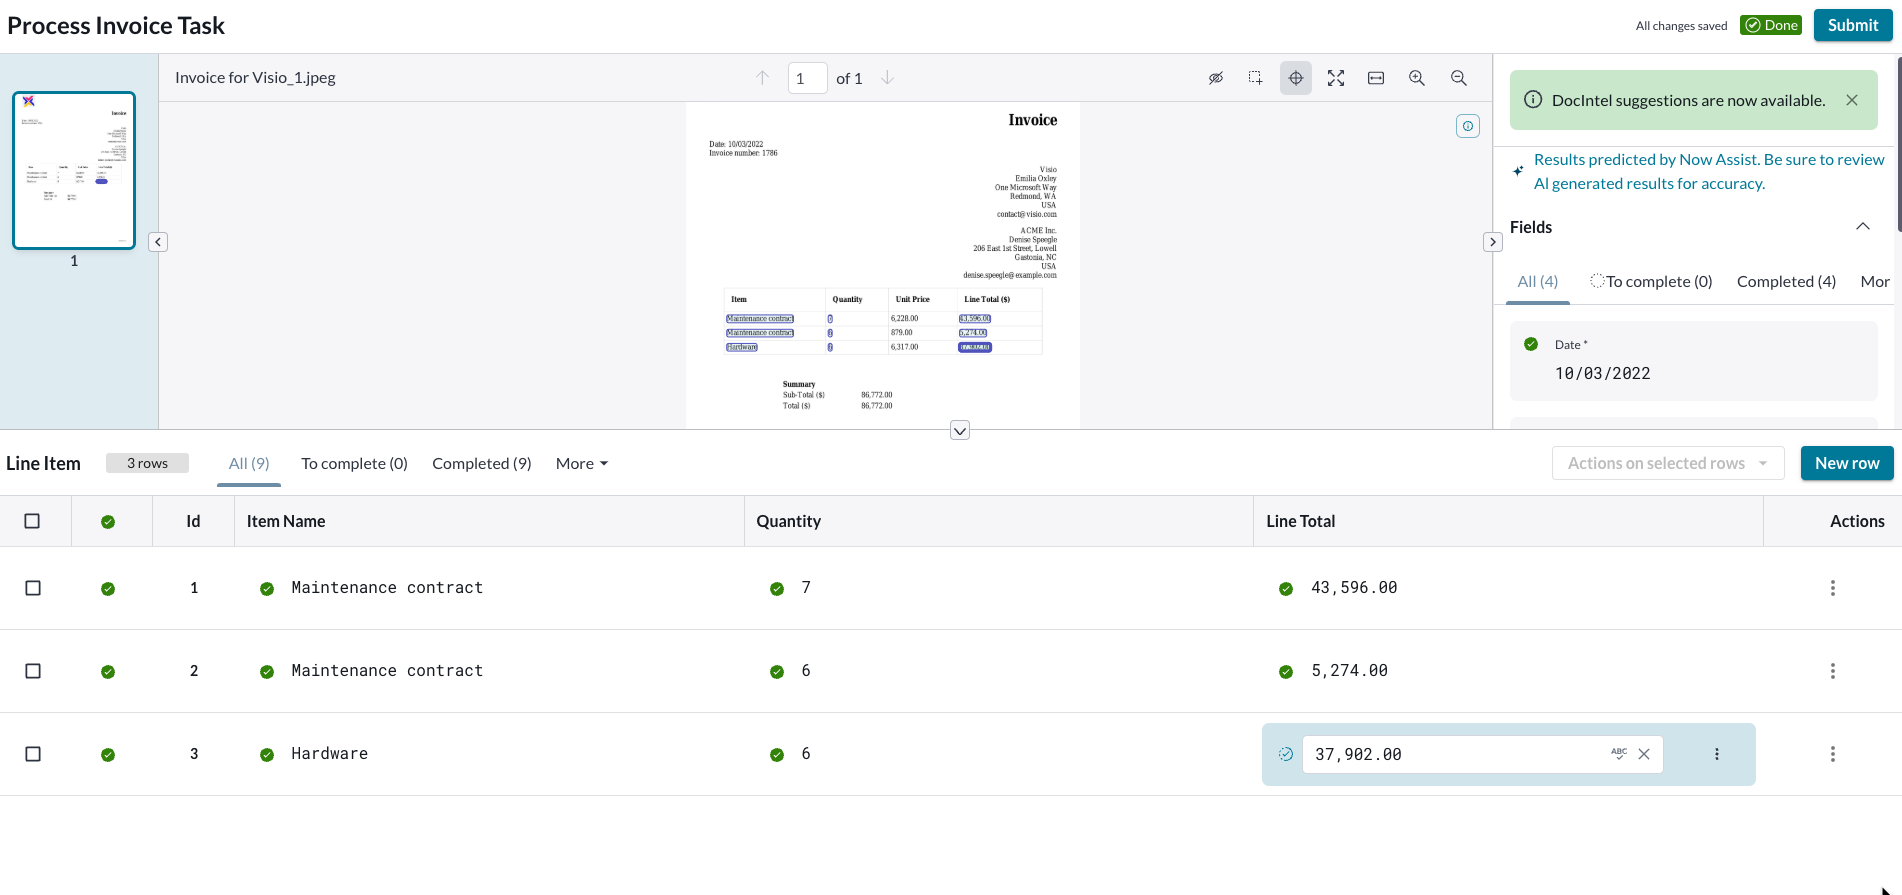 Process Invoice Task
All changes saved
Done
Submit
Invoice for Visio_1.jpeg
1 of 1
1
Invoice
Date: 10/03/2022
Invoice number: 1786
Visio
Emilia Oxley
One Microsoft Way
Redmond, WA
USA
contact@visio.com
ACME Inc.
Denise Speegle
206 East 1st Street, Lowell
Gastonia, NC
USA
denise.speegle@example.com
Item Quantity Unit Price Line Total ($)
Maintenance contract 7 6,228.00 43,596.00
Maintenance contract 6 879.00 5,274.00
Hardware 6 6,317.00
Summary
Sub-Total ($) 86,772.00
Total ($) 86,772.00
DocIntel suggestions are now available.
Results predicted by Now Assist. Be sure to review
AI generated results for accuracy.
Fields
All (4) To complete (0) Completed (4) Mor
Date *
10/03/2022
Line Item 3 rows All (9) To complete (0) Completed (9) More
Actions on selected rows
New row
Id Item Name Quantity Line Total Actions
1 Maintenance contract 7 43,596.00
2 Maintenance contract 6 5,274.00
3 Hardware 6 37,902.00 ABC